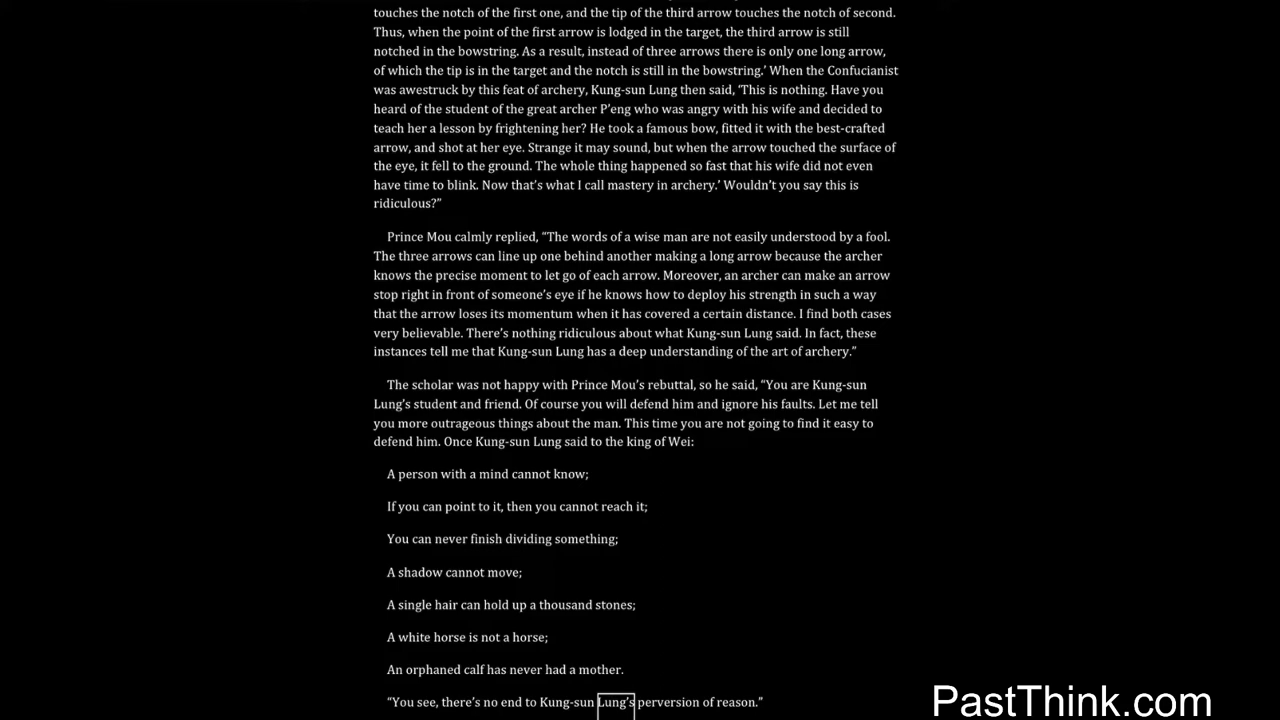 touches the notch of the first one, and the tip of the third arrow touches the notch of second.
Thus, when the point of the first arrow is lodged in the target, the third arrow is still
notched in the bowstring. As a result, instead of three arrows there is only one long arrow,
of which the tip is in the target and the notch is still in the bowstring.’ When the Confucianist
was awestruck by this feat of archery, Kung-sun Lung then said, ‘This is nothing. Have you
heard of the student of the great archer P’eng who was angry with his wife and decided to
teach her a lesson by frightening her? He took a famous bow, fitted it with the best-crafted
arrow, and shot at her eye. Strange it may sound, but when the arrow touched the surface of
the eye, it fell to the ground. The whole thing happened so fast that his wife did not even
have time to blink. Now that’s what I call mastery in archery.’ Wouldn’t you say this is
ridiculous?”
Prince Mou calmly replied, “The words of a wise man are not easily understood by a fool.
The three arrows can line up one behind another making a long arrow because the archer
knows the precise moment to let go of each arrow. Moreover, an archer can make an arrow
stop right in front of someone’s eye if he knows how to deploy his strength in such a way
that the arrow loses its momentum when it has covered a certain distance. I find both cases
very believable. There’s nothing ridiculous about what Kung-sun Lung said. In fact, these
instances tell me that Kung-sun Lung has a deep understanding of the art of archery.”
The scholar was not happy with Prince Mou’s rebuttal, so he said, “You are Kung-sun
Lung’s student and friend. Of course you will defend him and ignore his faults. Let me tell
you more outrageous things about the man. This time you are not going to find it easy to
defend him. Once Kung-sun Lung said to the king of Wei:
A person with a mind cannot know;
If you can point to it, then you cannot reach it;
You can never finish dividing something;
A shadow cannot move;
A single hair can hold up a thousand stones;
A white horse is not a horse;
An orphaned calf has never had a mother.
“You see, there’s no end to Kung-sun Lung’s perversion of reason.”
PastThink.com